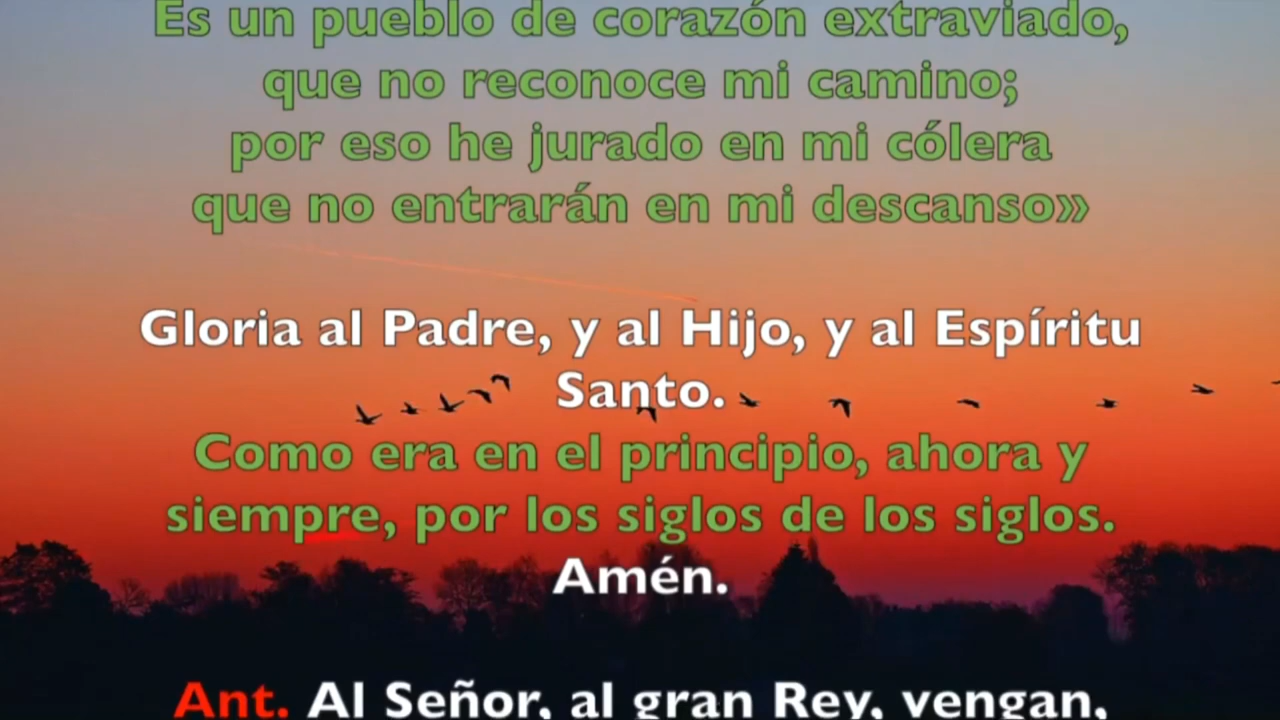 Es un pueblo de corazón extraviado,
que no reconoce mi camino;
por eso he jurado en mi cólera
que no entrarán en mi descanso»
Gloria al Padre, y al Hijo, y al Espíritu
Santo.
Como era en el principio, ahora y
siempre, por los siglos de los siglos.
Amén.
Ant. Al Señor, al gran Rey, vengan,